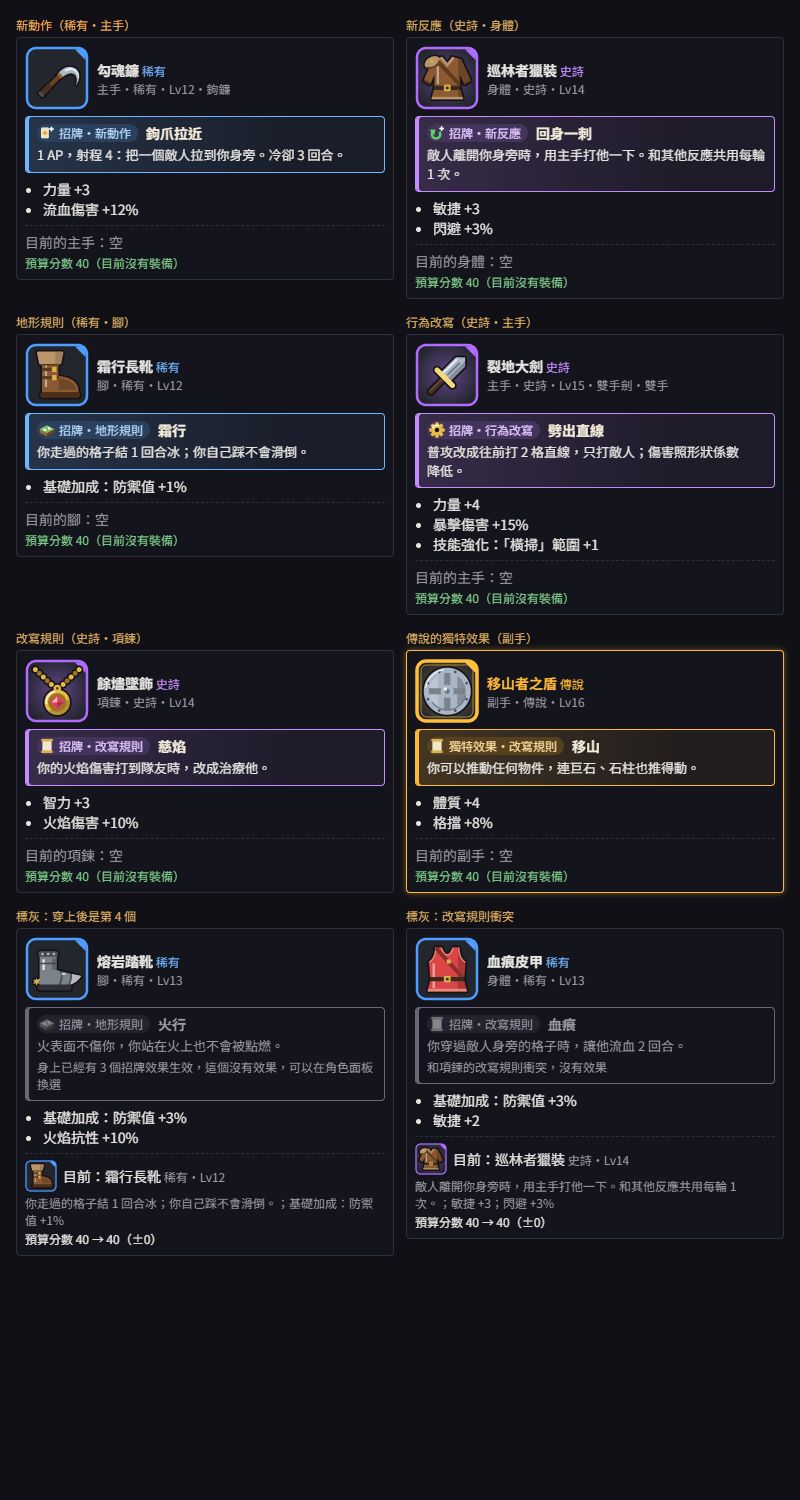 新動作（稀有・主手）
勾魂鐮 稀有
主手・稀有・Lv12・鉤鐮
招牌・新動作 鉤爪拉近
1 AP，射程 4：把一個敵人拉到你身旁。冷卻 3 回合。
力量 +3
流血傷害 +12%
目前的主手：空
預算分數 40（目前沒有裝備）
新反應（史詩・身體）
巡林者獵裝 史詩
身體・史詩・Lv14
招牌・新反應 回身一刺
敵人離開你身旁時，用主手打他一下。和其他反應共用每輪
1 次。
敏捷 +3
閃避 +3%
目前的身體：空
預算分數 40（目前沒有裝備）
地形規則（稀有・腳）
霜行長靴 稀有
腳・稀有・Lv12
招牌・地形規則 霜行
你走過的格子結 1 回合冰；你自己踩不會滑倒。
基礎加成：防禦值 +1%
目前的腳：空
預算分數 40（目前沒有裝備）
行為改寫（史詩・主手）
裂地大劍 史詩
主手・史詩・Lv15・雙手劍・雙手
招牌・行為改寫 劈出直線
普攻改成往前打 2 格直線，只打敵人；傷害照形狀係數
降低。
力量 +4
暴擊傷害 +15%
技能強化：「橫掃」範圍 +1
目前的主手：空
預算分數 40（目前沒有裝備）
改寫規則（史詩・項鍊）
餘燼墜飾 史詩
項鍊・史詩・Lv14
招牌・改寫規則 慈焰
你的火焰傷害打到隊友時，改成治療他。
智力 +3
火焰傷害 +10%
目前的項鍊：空
預算分數 40（目前沒有裝備）
傳說的獨特效果（副手）
移山者之盾 傳說
副手・傳說・Lv16
獨特效果・改寫規則 移山
你可以推動任何物件，連巨石、石柱也推得動。
體質 +4
格擋 +8%
目前的副手：空
預算分數 40（目前沒有裝備）
標灰：穿上後是第 4 個
熔岩踏靴 稀有
腳・稀有・Lv13
招牌・地形規則 火行
火表面不傷你，你站在火上也不會被點燃。
身上已經有 3 個招牌效果生效，這個沒有效果，可以在角色面板
換選
基礎加成：防禦值 +3%
火焰抗性 +10%
目前：霜行長靴 稀有・Lv12
你走過的格子結 1 回合冰；你自己踩不會滑倒。；基礎加成：防禦
值 +1%
預算分數 40 → 40（±0）
標灰：改寫規則衝突
血痕皮甲 稀有
身體・稀有・Lv13
招牌・改寫規則 血痕
你穿過敵人身旁的格子時，讓他流血 2 回合。
和項鍊的改寫規則衝突，沒有效果
基礎加成：防禦值 +3%
敏捷 +2
目前：巡林者獵裝 史詩・Lv14
敵人離開你身旁時，用主手打他一下。和其他反應共用每輪 1
次。；敏捷 +3；閃避 +3%
預算分數 40 → 40（±0）